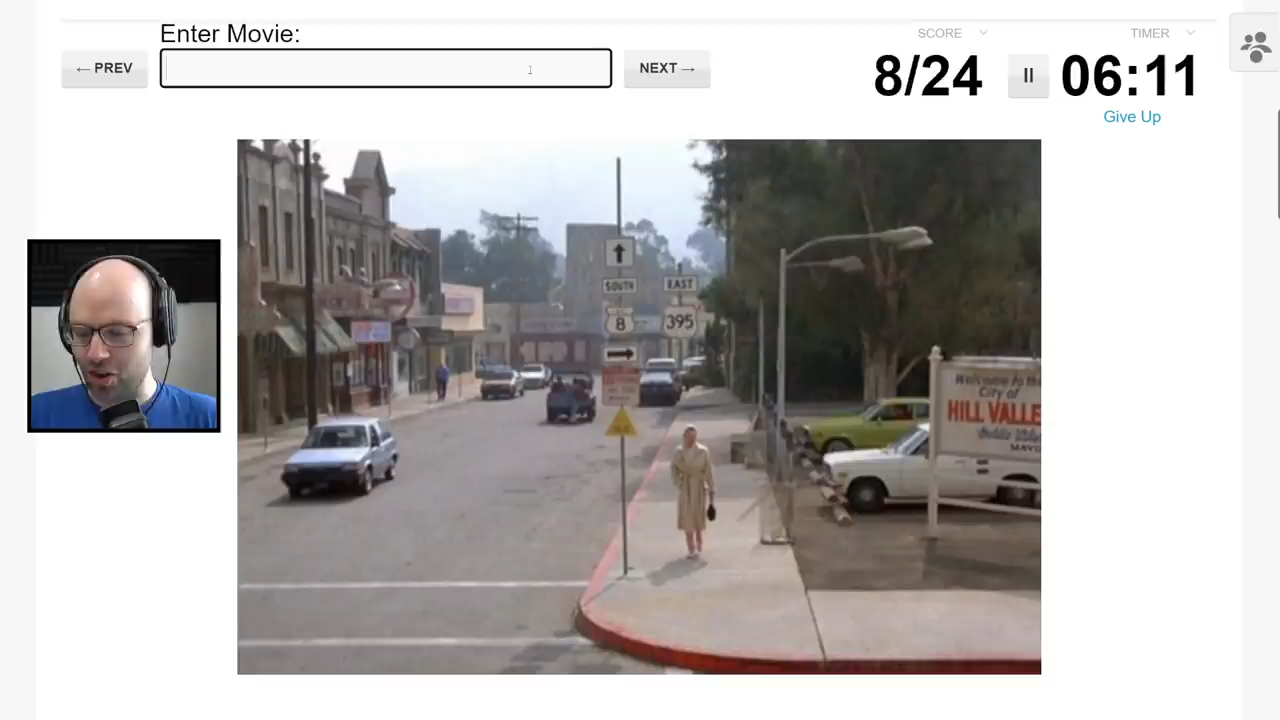 Enter Movie:
← PREV
NEXT →
SCORE
8/24
TIMER
06:11
Give Up
SOUTH
EAST
8
395
Welcome to the
City of
HILL VALLE
MAYO